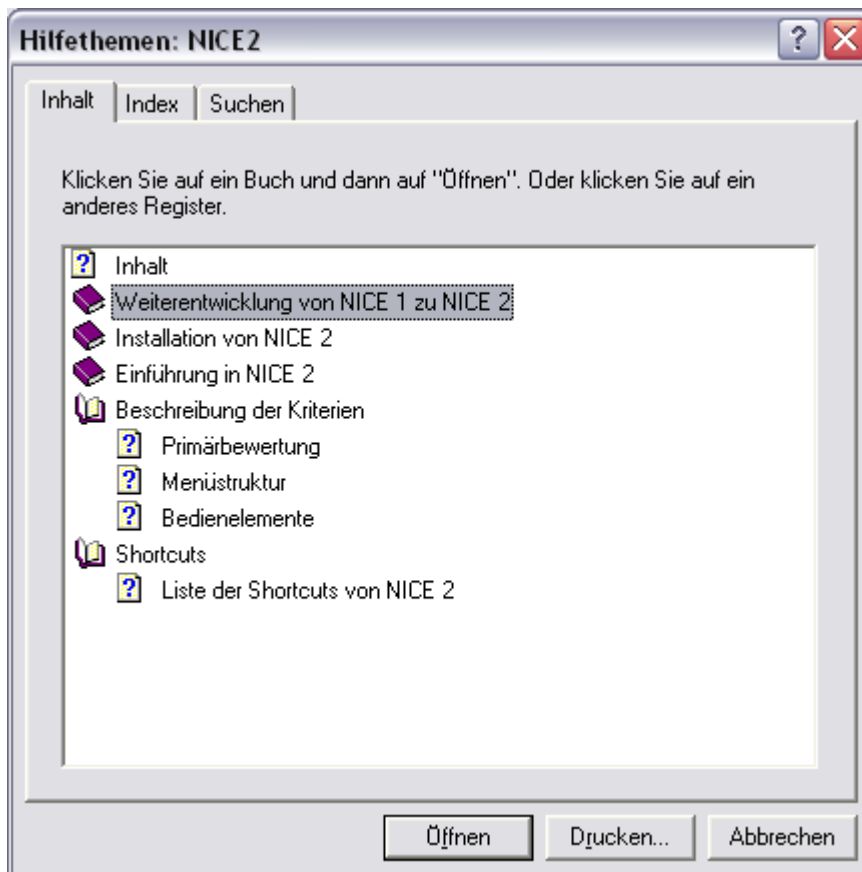 Hilfethemen: NICE2
Inhalt Index Suchen
Klicken Sie auf ein Buch und dann auf "Öffnen". Oder klicken Sie auf ein
anderes Register.
Inhalt
Weiterentwicklung von NICE 1 zu NICE 2
Installation von NICE 2
Einführung in NICE 2
Beschreibung der Kriterien
Primärbewertung
Menüstruktur
Bedienelemente
Shortcuts
Liste der Shortcuts von NICE 2
Öffnen Drucken... Abbrechen